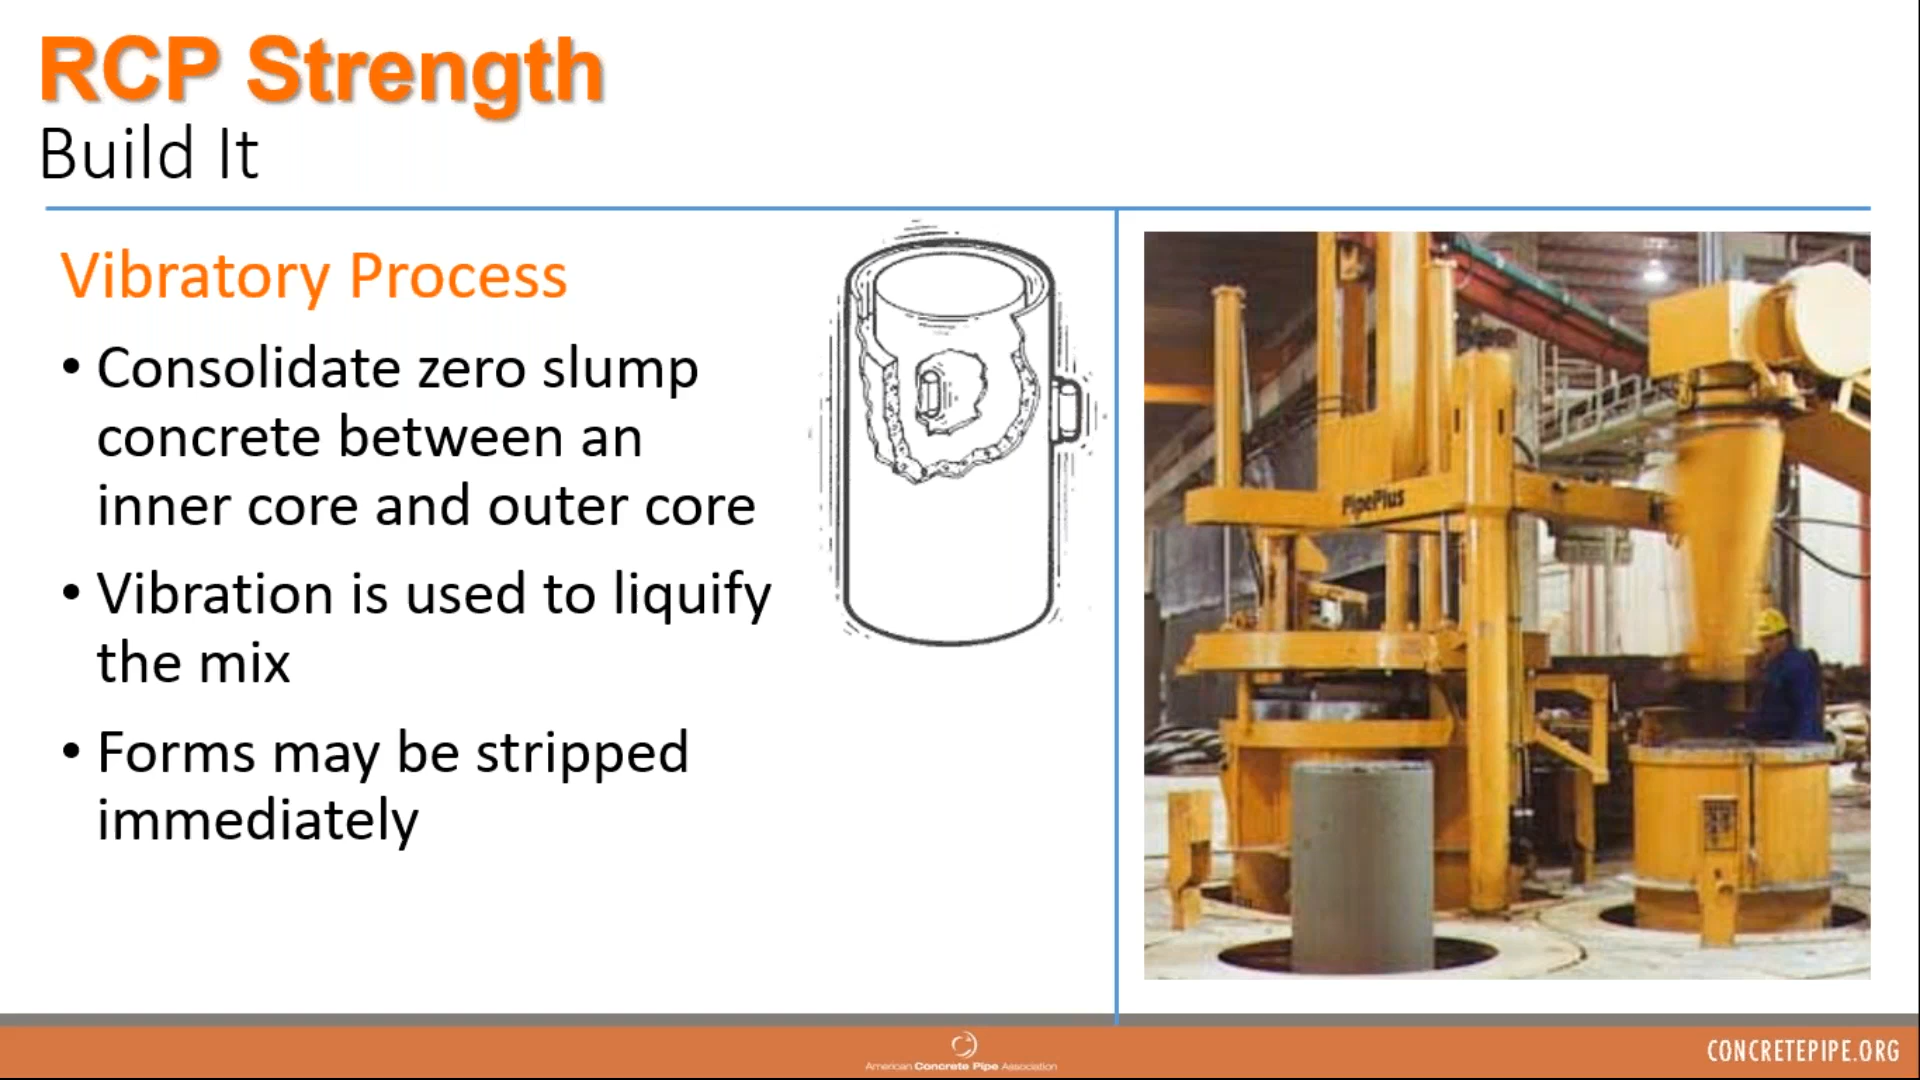 RCP Strength
Build It
Vibratory Process
• Consolidate zero slump
concrete between an
inner core and outer core
• Vibration is used to liquify
the mix
• Forms may be stripped
immediately
PipePlus
American Concrete Pipe Association
CONCRETEPIPE.ORG